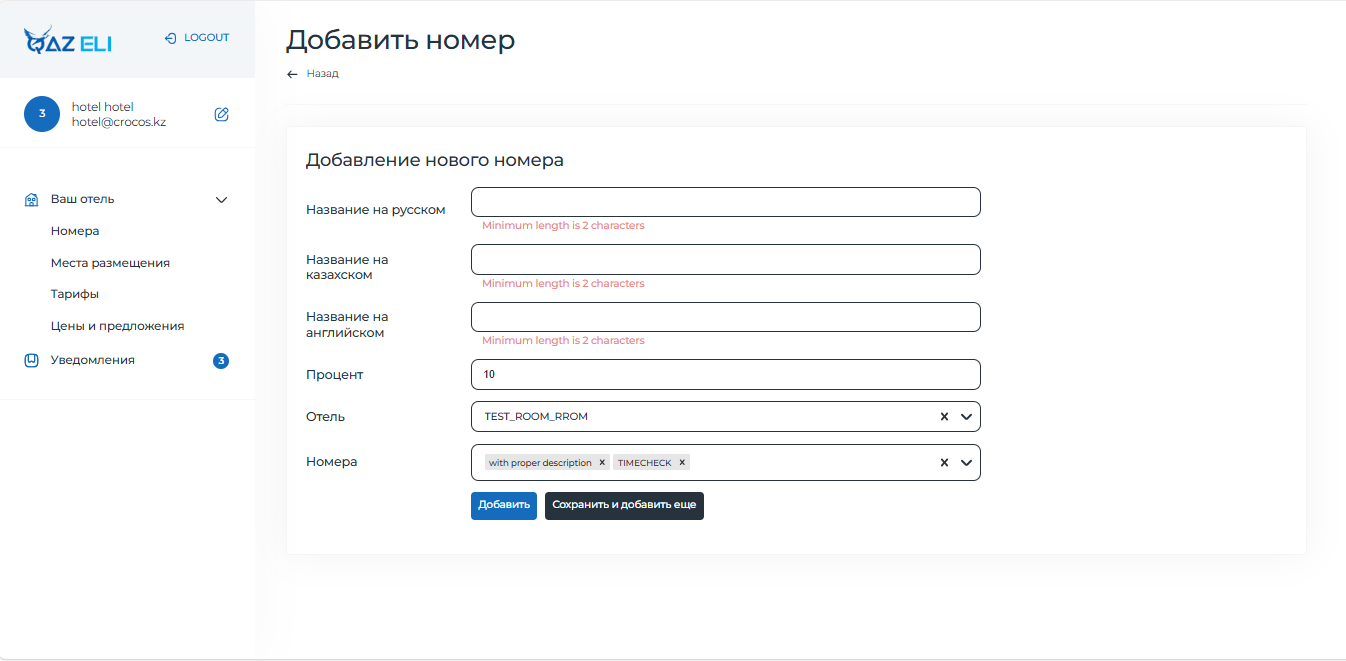 QAZ ELI
LOGOUT
3
hotel hotel
hotel@crocos.kz
Ваш отель
Номера
Места размещения
Тарифы
Цены и предложения
Уведомления
3
Добавить номер
Назад
Добавление нового номера
Название на русском
Minimum length is 2 characters
Название на
казахском
Minimum length is 2 characters
Название на
английском
Minimum length is 2 characters
Процент
10
Отель
TEST_ROOM_RROM
Номера
with proper description x TIMECHECK x
Добавить
Сохранить и добавить еще